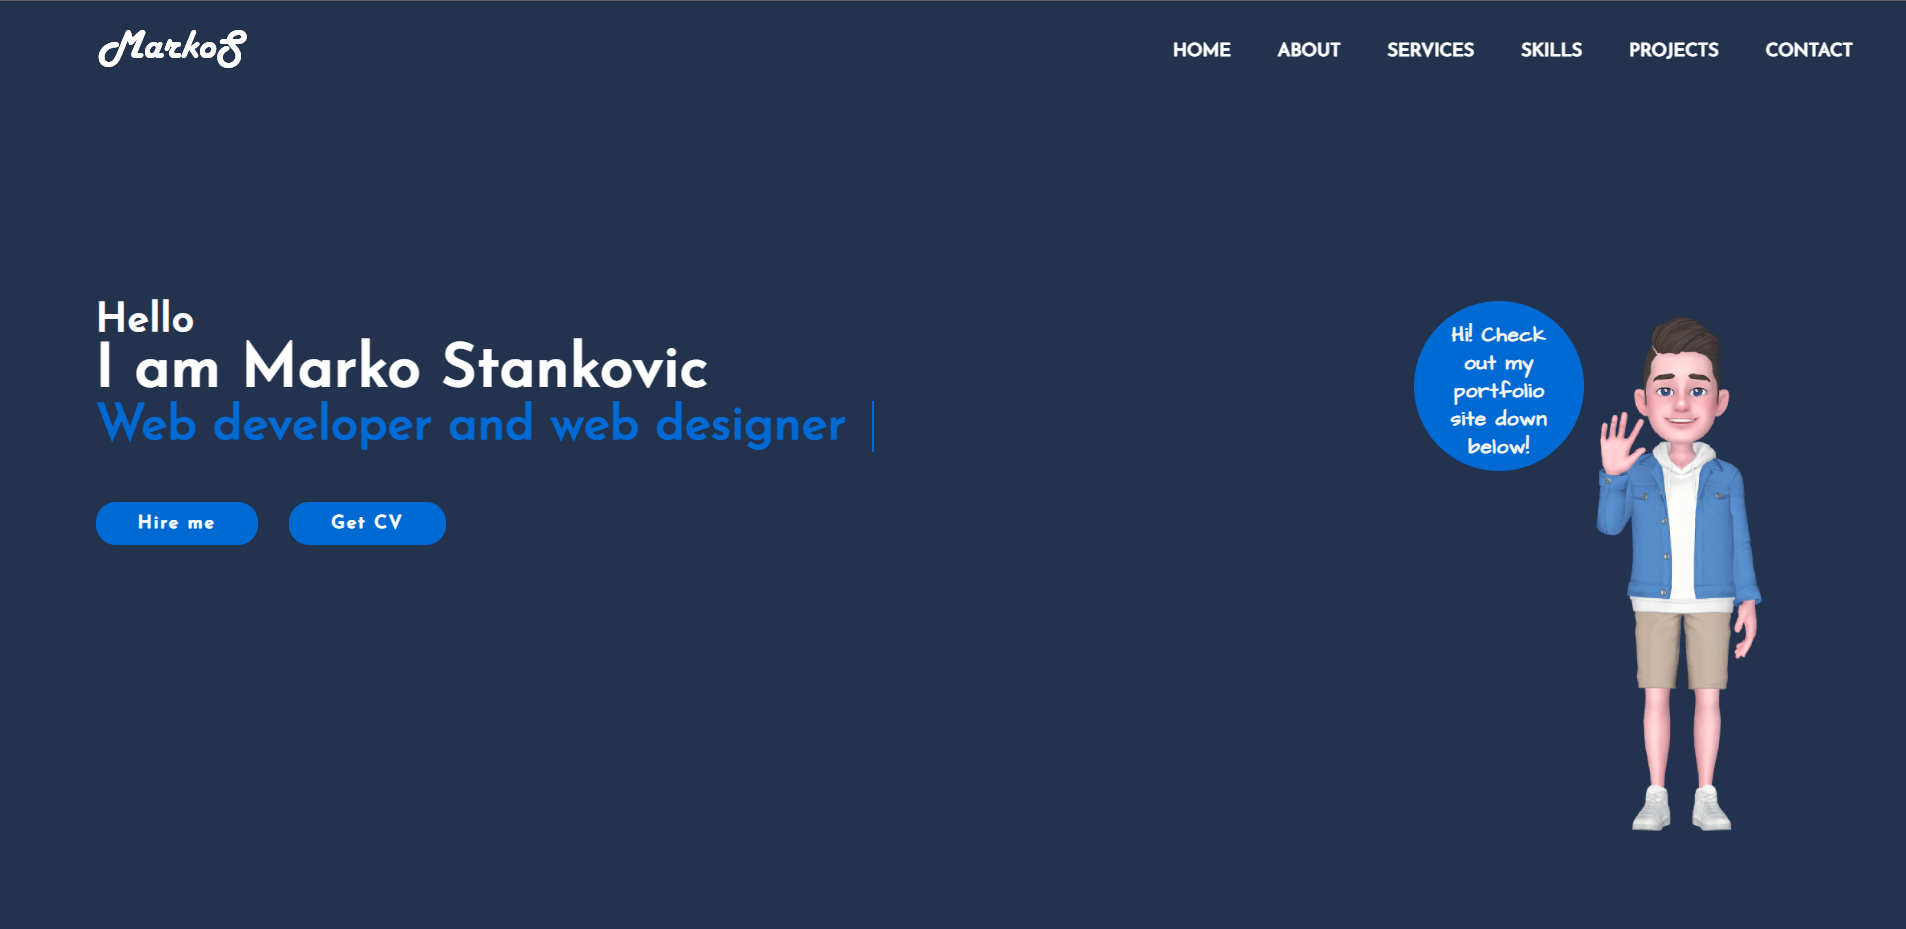 MarkoS
HOME ABOUT SERVICES SKILLS PROJECTS CONTACT
Hello
I am Marko Stankovic
Web developer and web designer
Hire me Get CV
Hi! Check
out my
portfolio
site down
below!